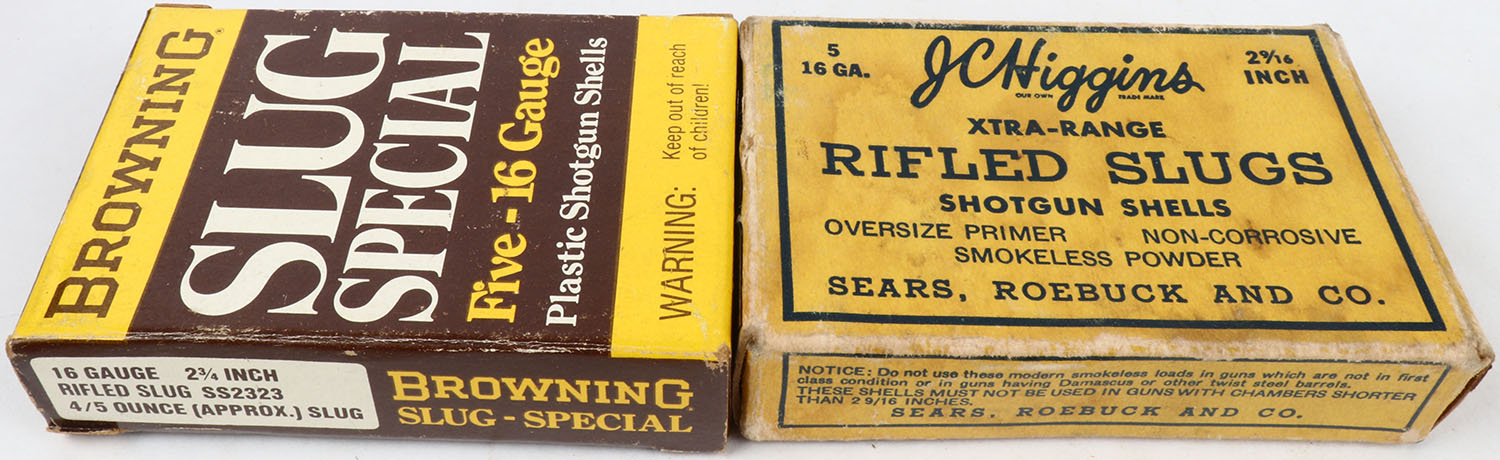 BROWNING
SLUG
SPECIAL
Five-16 Gauge
Plastic Shotgun Shells
WARNING: Keep out of reach
of children!
16 GAUGE 2¾ INCH
RIFLED SLUG SS2323
4/5 OUNCE (APPROX.) SLUG
BROWNING
SLUG-SPECIAL
5
16 GA.
JCHiggins
OUR OWN TRADE MARK
2 9/16
INCH
XTRA-RANGE
RIFLED SLUGS
SHOTGUN SHELLS
OVERSIZE PRIMER NON-CORROSIVE
SMOKELESS POWDER
SEARS, ROEBUCK AND CO.
NOTICE: Do not use these modern smokeless loads in guns which are not in first
class condition or in guns having Damascus or other twist steel barrels.
THESE SHELLS MUST NOT BE USED IN GUNS WITH CHAMBERS SHORTER
THAN 2 9/16 INCHES.
SEARS, ROEBUCK AND CO.